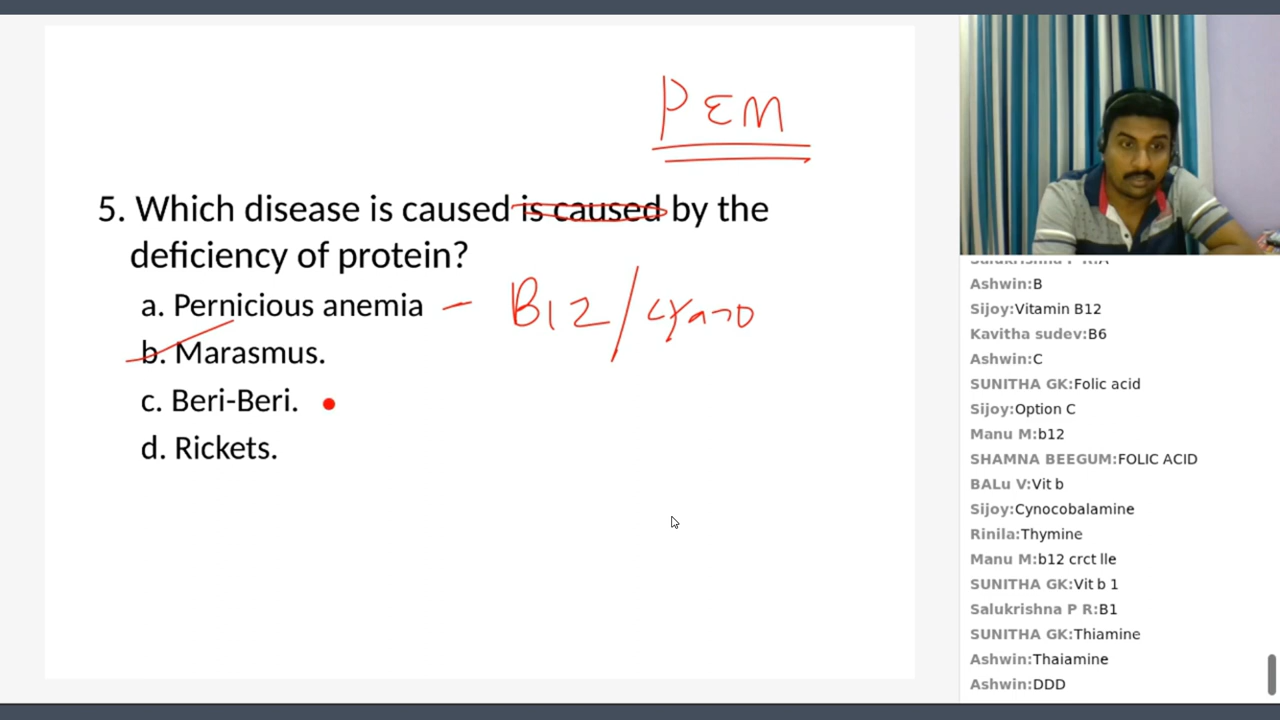 PEM
5. Which disease is caused is caused by the
deficiency of protein?
a. Pernicious anemia – B12/cyano
b. Marasmus.
c. Beri-Beri.
d. Rickets.
Ashwin:B
Sijoy:Vitamin B12
Kavitha sudev:B6
Ashwin:C
SUNITHA GK:Folic acid
Sijoy:Option C
Manu M:b12
SHAMNA BEEGUM:FOLIC ACID
BALu V:Vit b
Sijoy:Cynocobalamine
Rinila:Thymine
Manu M:b12 crct lle
SUNITHA GK:Vit b 1
Salukrishna P R:B1
SUNITHA GK:Thiamine
Ashwin:Thaiamine
Ashwin:DDD